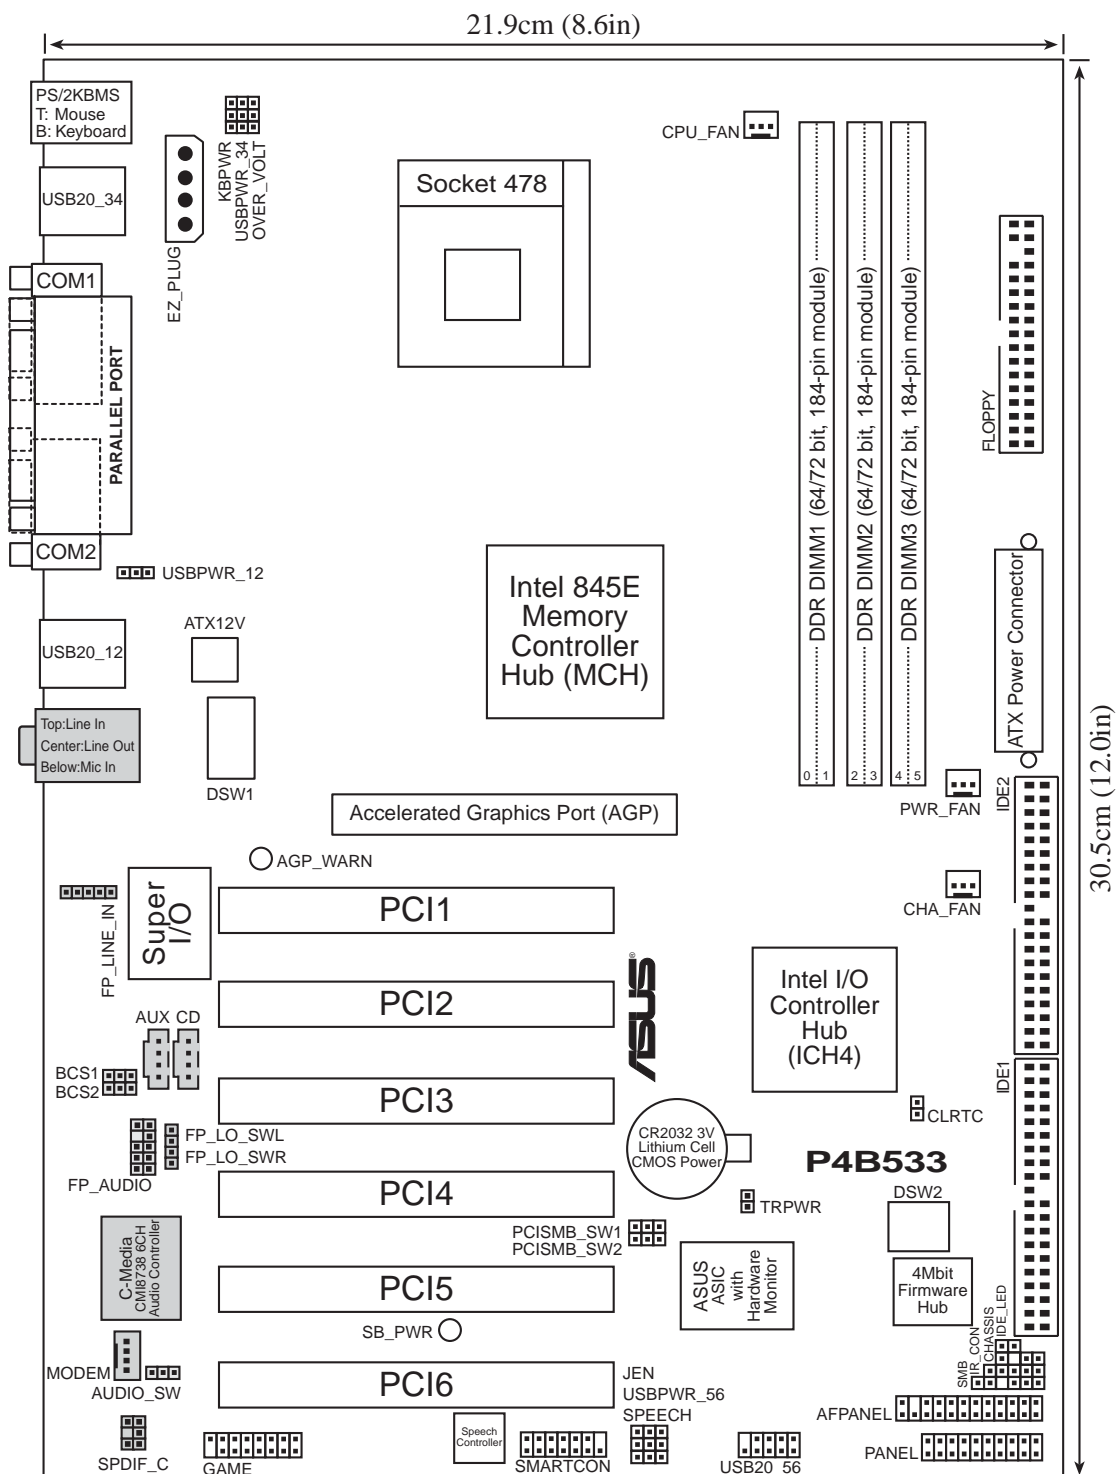 21.9cm (8.6in)
PS/2KBMS
T: Mouse
B: Keyboard
USB20_34
KBPWR
USBPWR_34
OVER_VOLT
EZ_PLUG
Socket 478
CPU_FAN
COM1
PARALLEL PORT
COM2
DDR DIMM1 (64/72 bit, 184-pin module)
DDR DIMM2 (64/72 bit, 184-pin module)
DDR DIMM3 (64/72 bit, 184-pin module)
0 1
2 3
4 5
FLOPPY
USBPWR_12
ATX12V
USB20_12
Intel 845E
Memory
Controller
Hub (MCH)
ATX Power Connector
30.5cm (12.0in)
Top:Line In
Center:Line Out
Below:Mic In
DSW1
Accelerated Graphics Port (AGP)
PWR_FAN
IDE2
AGP_WARN
CHA_FAN
FP_LINE_IN
Super
I/O
PCI1
PCI2
ASUS®
Intel I/O
Controller
Hub
(ICH4)
AUX CD
BCS1
BCS2
PCI3
IDE1
CLRTC
CR2032 3V
Lithium Cell
CMOS Power
P4B533
FP_LO_SWL
FP_LO_SWR
FP_AUDIO
PCI4
TRPWR
DSW2
PCISMB_SW1
PCISMB_SW2
C-Media
CMI8738 6CH
Audio Controller
PCI5
ASUS
ASIC
with
Hardware
Monitor
4Mbit
Firmware
Hub
SB_PWR
SMB
IR_CON
CHASSIS
IDE_LED
MODEM
AUDIO_SW
PCI6
JEN
USBPWR_56
SPEECH
AFPANEL
SPDIF_C
GAME
Speech
Controller
SMARTCON
USB20_56
PANEL